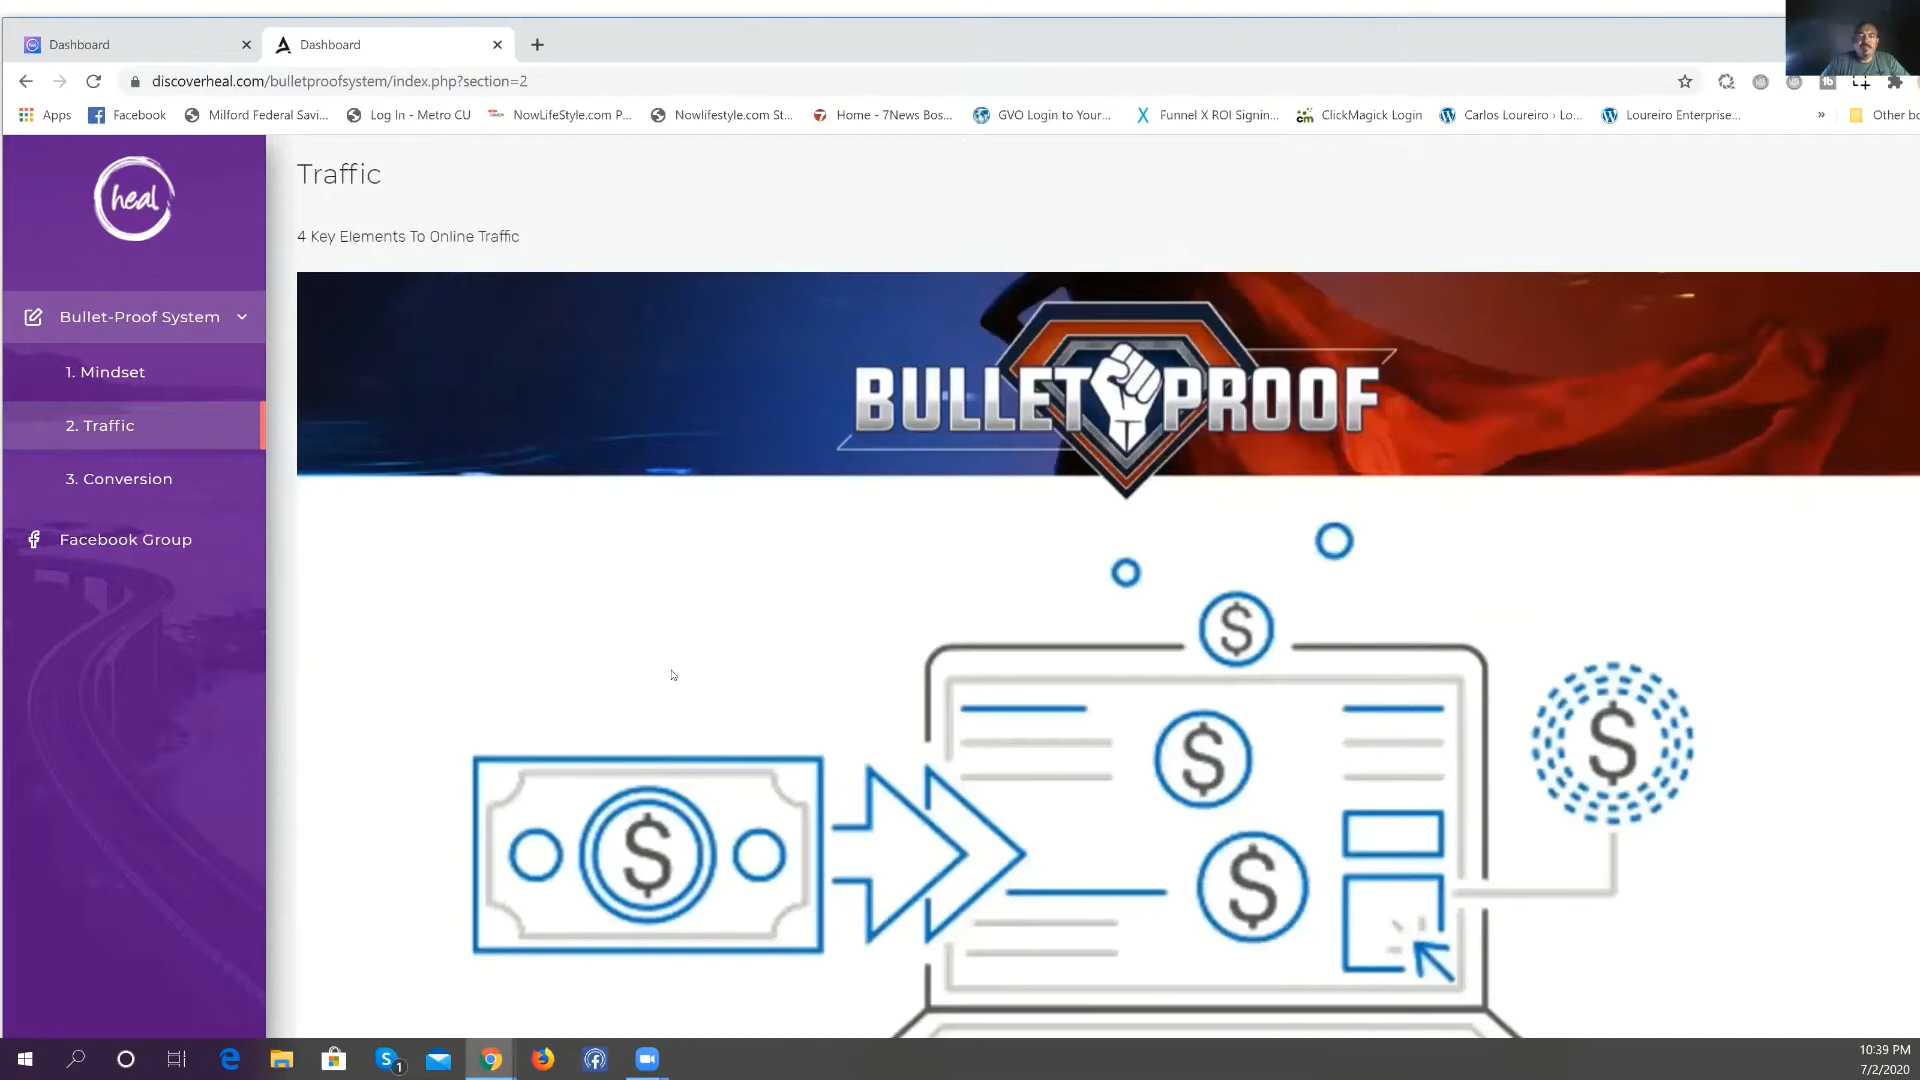 Dashboard
Dashboard
discoverheal.com/bulletproofsystem/index.php?section=2
Apps
Facebook
Milford Federal Savi...
Log In - Metro CU
NowLifeStyle.com P...
Nowlifestyle.com St...
Home - 7News Bos...
GVO Login to Your...
X
Funnel X ROI Signin...
cm
ClickMagick Login
Carlos Loureiro › Lo...
Loureiro Enterprise...
»
Other bo
heal
Traffic
4 Key Elements To Online Traffic
Bullet-Proof System
1. Mindset
2. Traffic
3. Conversion
Facebook Group
BULLETPROOF
$
$
$
$
$
1
10:39 PM
7/2/2020